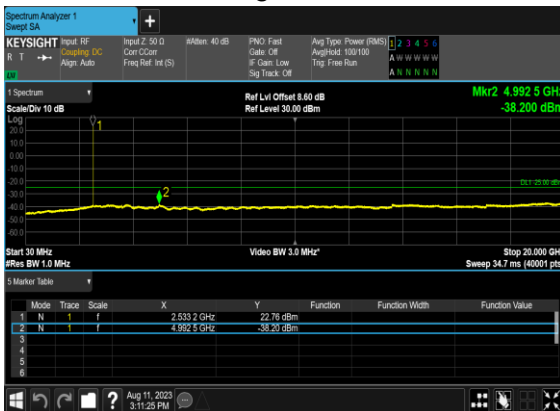 Spectrum Analyzer 1
Swept SA
KEYSIGHT
R T
LV
Input: RF
Coupling: DC
Align: Auto
Input Z: 50 Ω
Corr CCorr
Freq Ref: Int (S)
#Atten: 40 dB
PNO: Fast
Gate: Off
IF Gain: Low
Sig Track: Off
Avg Type: Power (RMS)
Avg|Hold: 100/100
Trig: Free Run
1 2 3 4 5 6
A W W W W W
A N N N N N
1 Spectrum
Scale/Div 10 dB
Log
Ref Lvl Offset 8.60 dB
Ref Level 30.00 dBm
Mkr2 4.992 5 GHz
-38.200 dBm
20.0
10.0
0.00
-10.0
-20.0
-30.0
-40.0
-50.0
-60.0
1
2
DL1 -25.00 dBm
Start 30 MHz
#Res BW 1.0 MHz
Video BW 3.0 MHz*
Stop 20.000 GHz
Sweep 34.7 ms (40001 pts)
5 Marker Table
Mode Trace Scale X Y Function Function Width Function Value
1 N 1 f 2.533 2 GHz 22.76 dBm
2 N 1 f 4.992 5 GHz -38.20 dBm
3
4
5
6
?
Aug 11, 2023
3:11:25 PM